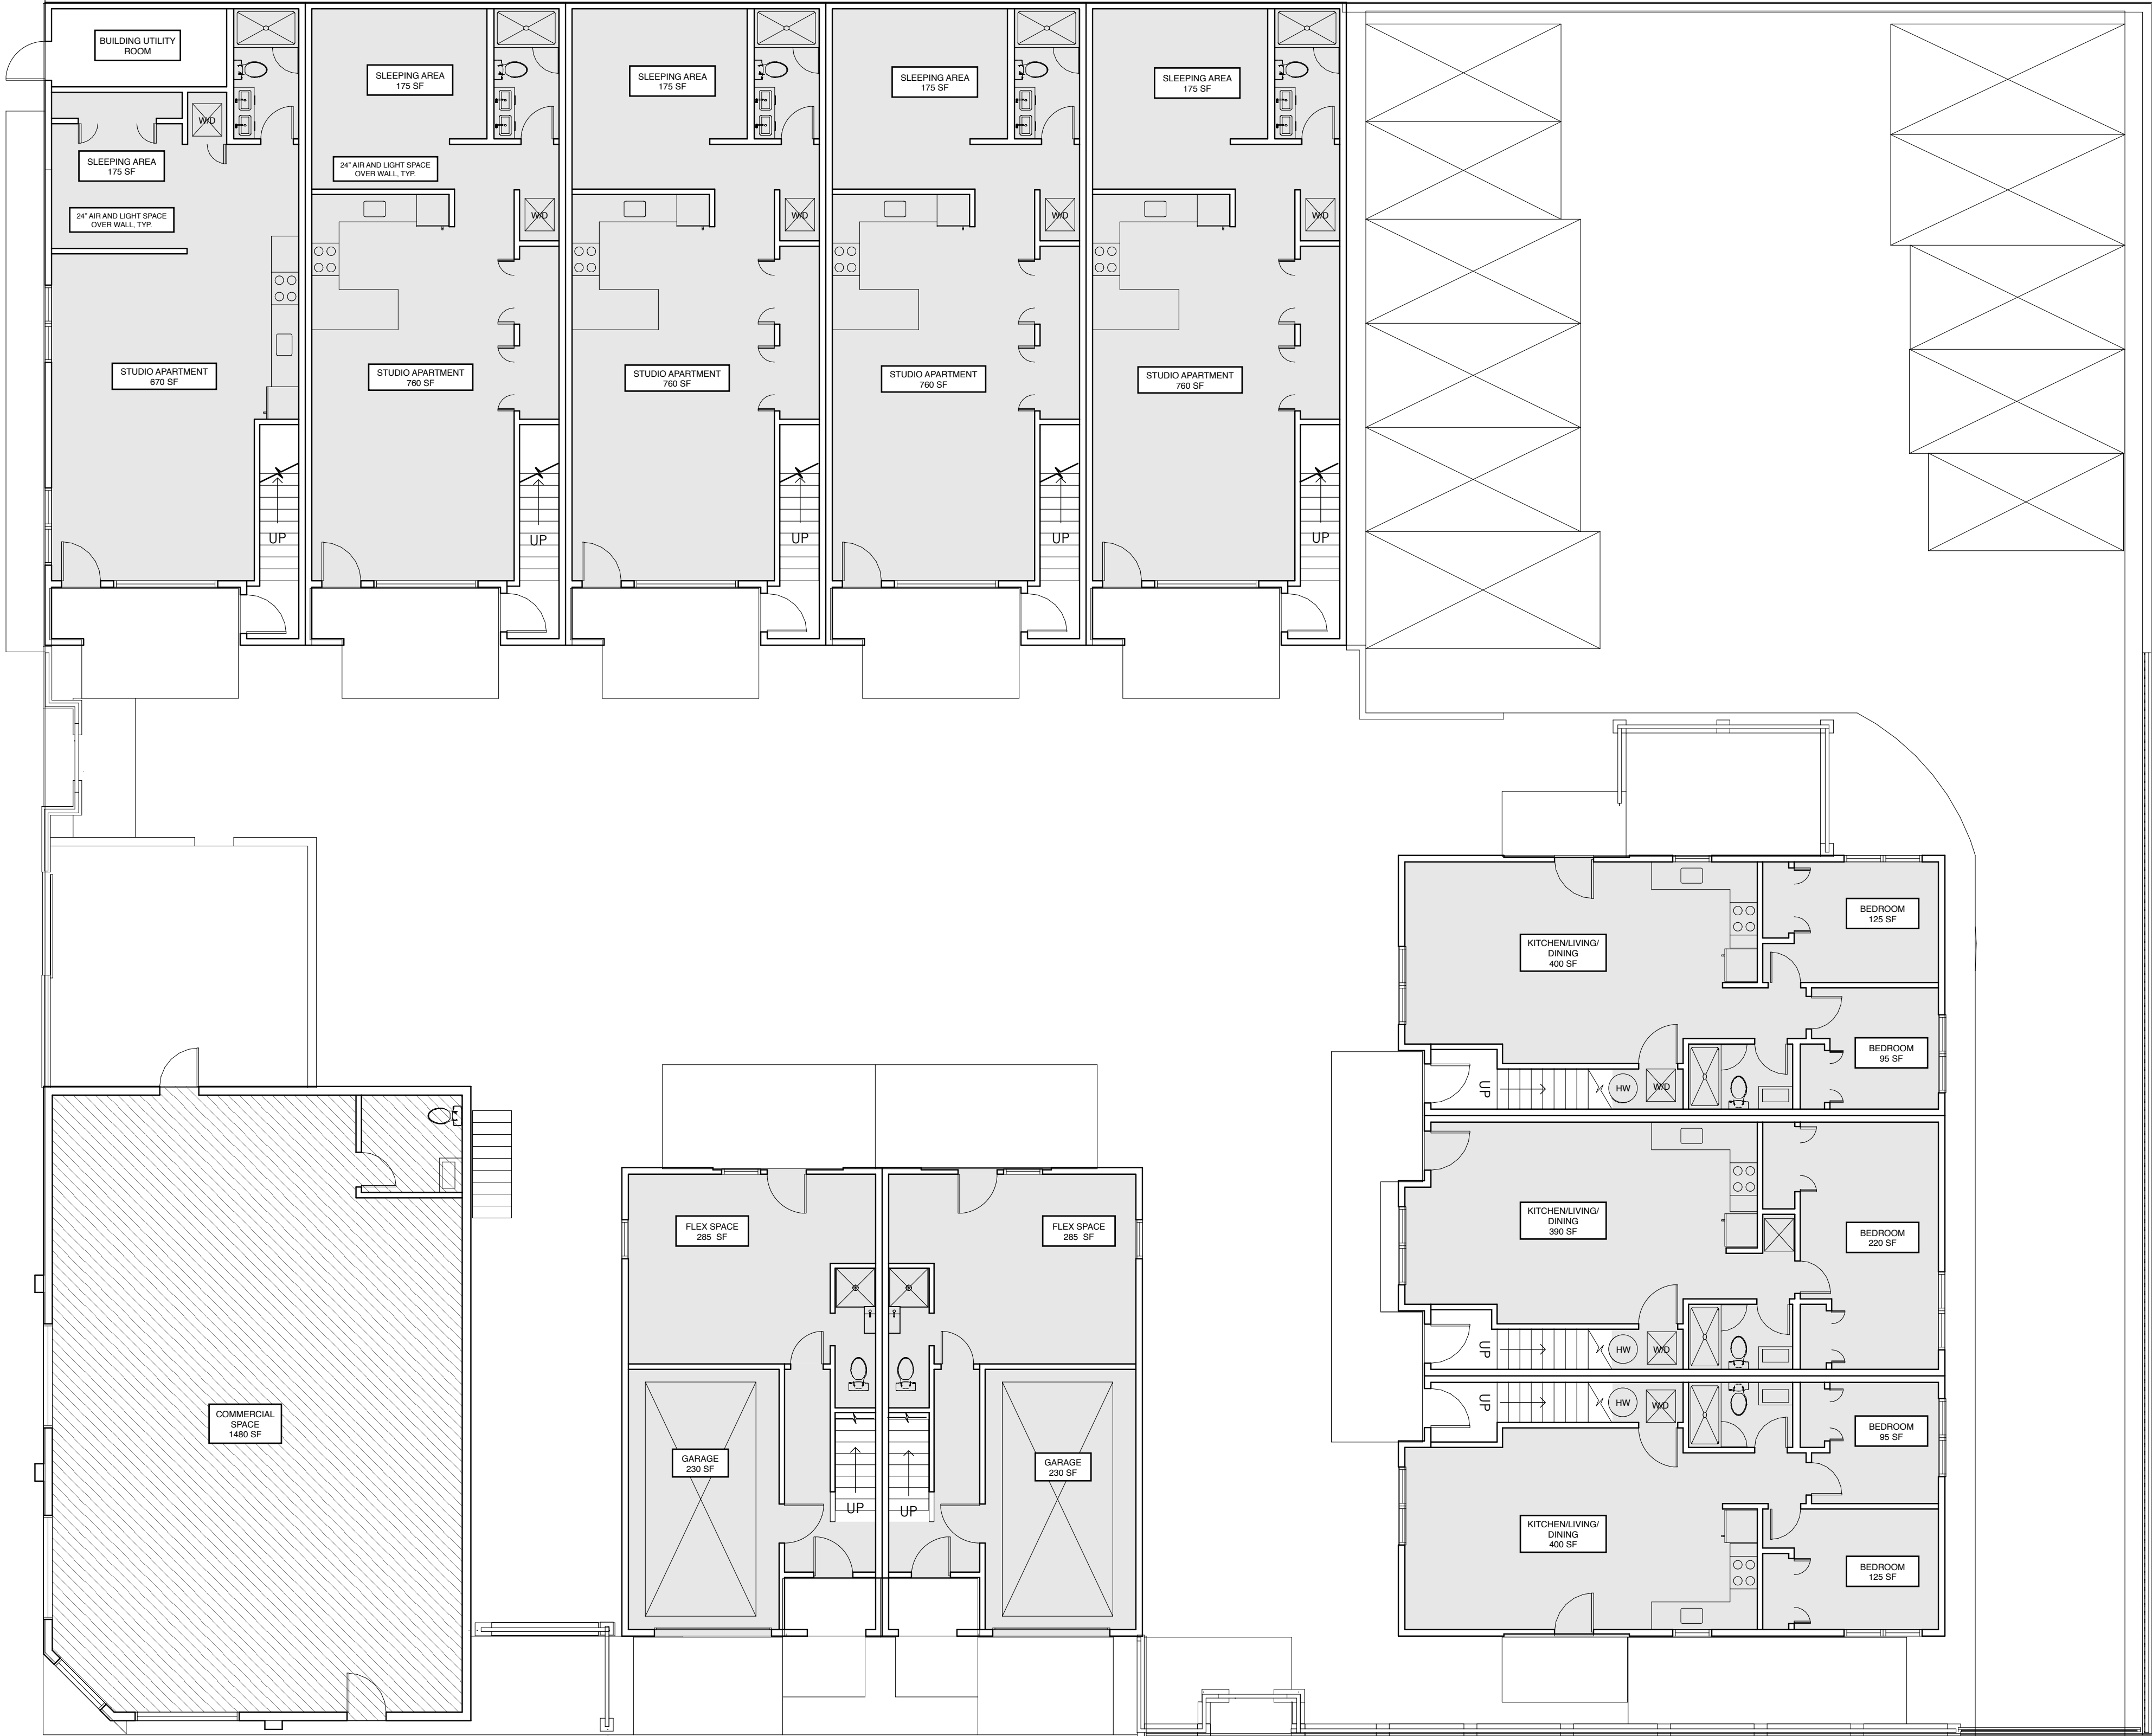 BUILDING UTILITY
ROOM
W/D
SLEEPING AREA
175 SF
24" AIR AND LIGHT SPACE
OVER WALL, TYP.
STUDIO APARTMENT
670 SF
UP
SLEEPING AREA
175 SF
24" AIR AND LIGHT SPACE
OVER WALL, TYP.
W/D
STUDIO APARTMENT
760 SF
UP
SLEEPING AREA
175 SF
W/D
STUDIO APARTMENT
760 SF
UP
SLEEPING AREA
175 SF
W/D
STUDIO APARTMENT
760 SF
UP
SLEEPING AREA
175 SF
W/D
STUDIO APARTMENT
760 SF
UP
COMMERCIAL
SPACE
1480 SF
FLEX SPACE
285 SF
GARAGE
230 SF
UP
FLEX SPACE
285 SF
GARAGE
230 SF
UP
KITCHEN/LIVING/
DINING
400 SF
BEDROOM
125 SF
BEDROOM
95 SF
UP
HW
W/D
KITCHEN/LIVING/
DINING
390 SF
BEDROOM
220 SF
UP
HW
W/D
UP
HW
W/D
BEDROOM
95 SF
KITCHEN/LIVING/
DINING
400 SF
BEDROOM
125 SF